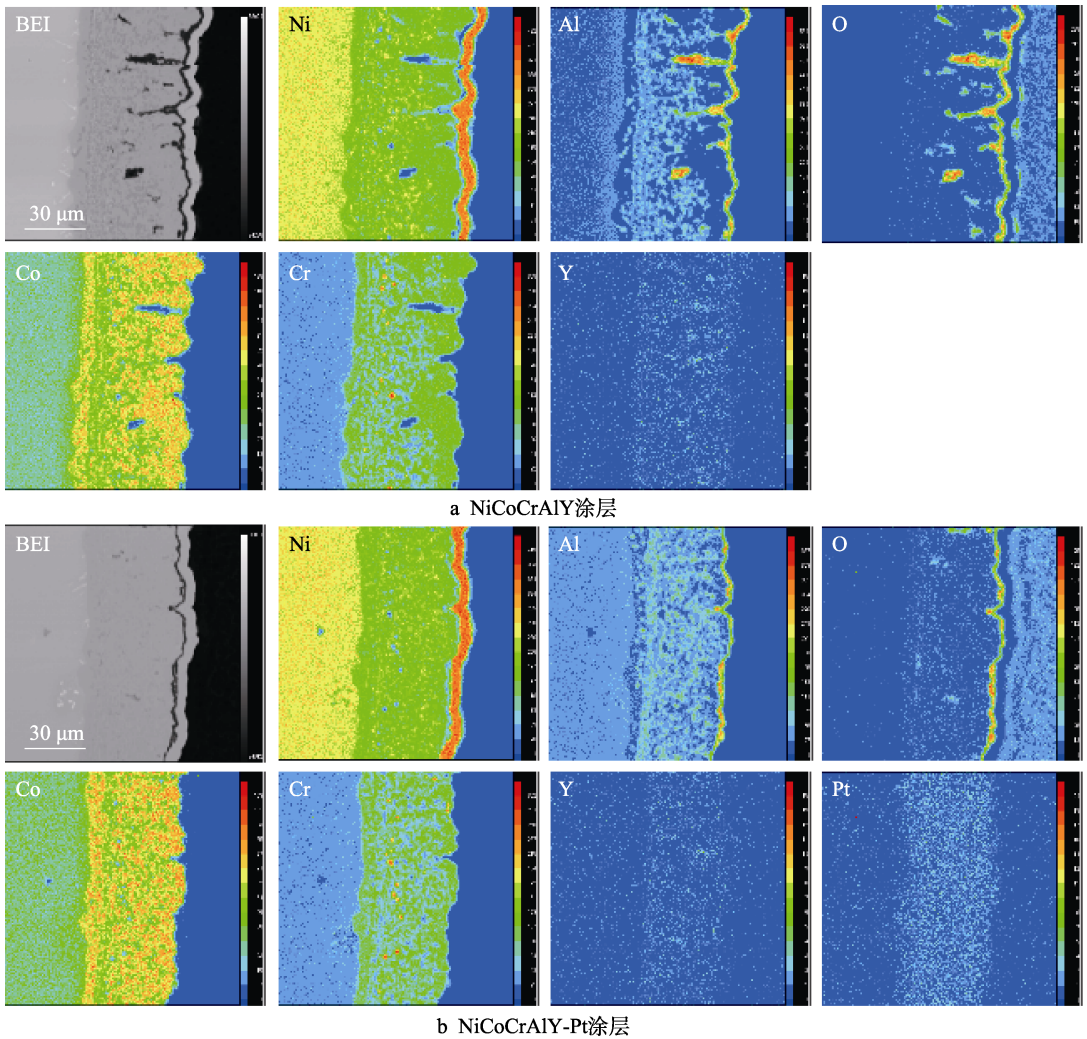 BEI Ni Al O
30 μm
Co Cr Y
a NiCoCrAlY涂层
BEI Ni Al O
30 μm
Co Cr Y Pt
b NiCoCrAlY-Pt涂层